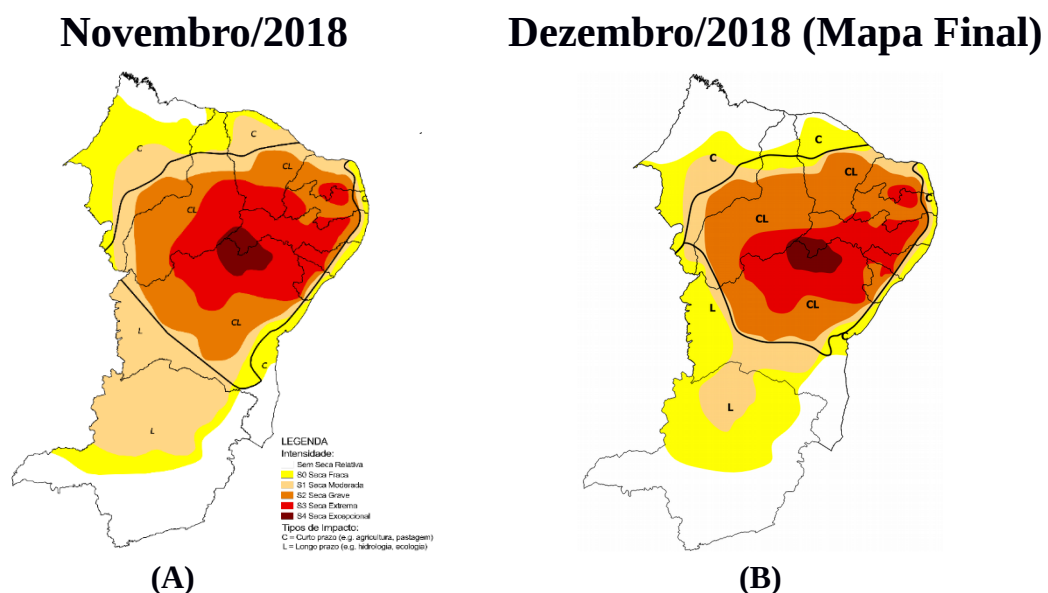 Novembro/2018
Dezembro/2018 (Mapa Final)
C
C
CL
CL
C
CL
L
C
L
LEGENDA
Intensidade:
Sem Seca Relativa
S0 Seca Fraca
S1 Seca Moderada
S2 Seca Grave
S3 Seca Extrema
S4 Seca Excepcional
Tipos de Impacto:
C = Curto prazo (e.g. agricultura, pastagem)
L = Longo prazo (e.g. hidrologia, ecologia)
C
C
CL
CL
C
L
CL
C
L
(A)
(B)